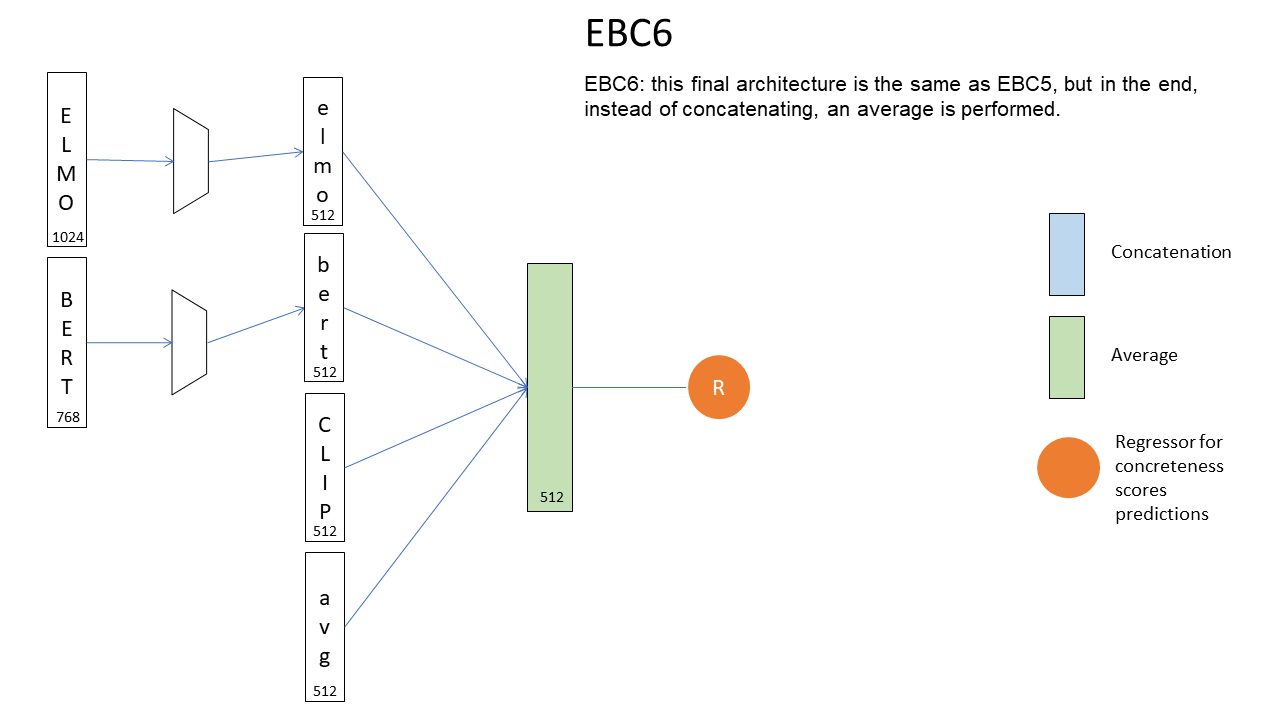 EBC6
EBC6: this final architecture is the same as EBC5, but in the end,
instead of concatenating, an average is performed.
E
L
M
O
1024
e
l
m
o
512
B
E
R
T
768
b
e
r
t
512
C
L
I
P
512
a
v
g
512
512
R
Concatenation
Average
Regressor for
concreteness
scores
predictions